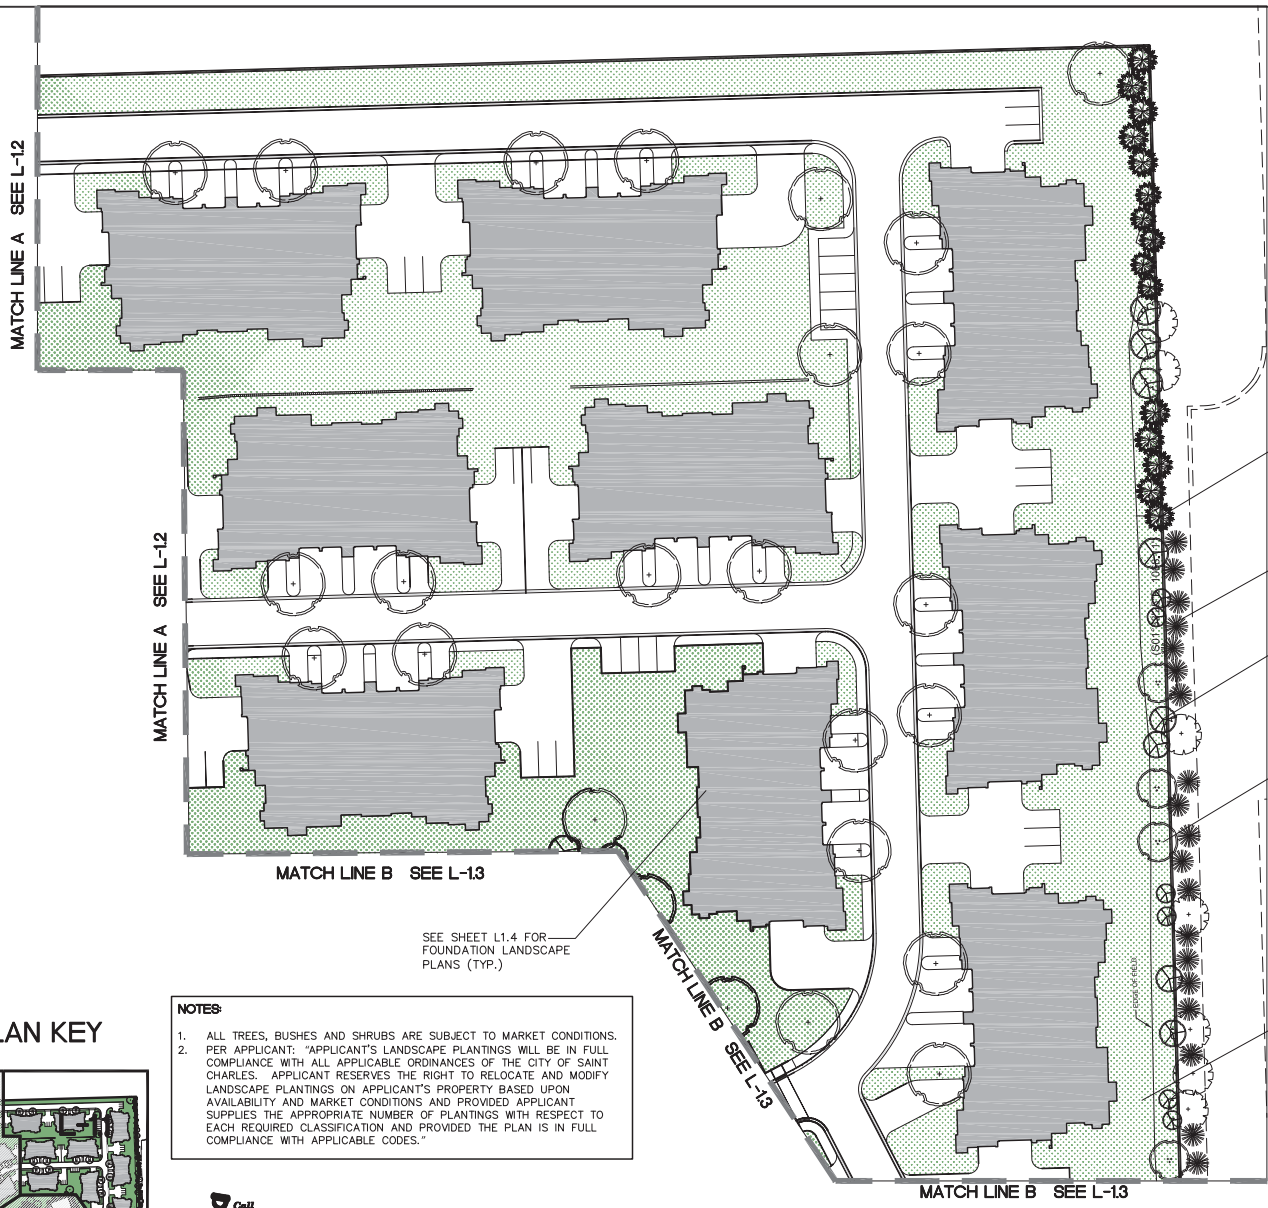 MATCH LINE A SEE L-1.2
MATCH LINE A SEE L-1.2
MATCH LINE B SEE L-1.3
SEE SHEET L1.4 FOR
FOUNDATION LANDSCAPE
PLANS (TYP.)
MATCH LINE B SEE L-1.3
EDGE OF FIELD
NOTES:
1. ALL TREES, BUSHES AND SHRUBS ARE SUBJECT TO MARKET CONDITIONS.
2. PER APPLICANT: "APPLICANT'S LANDSCAPE PLANTINGS WILL BE IN FULL
COMPLIANCE WITH ALL APPLICABLE ORDINANCES OF THE CITY OF SAINT
CHARLES. APPLICANT RESERVES THE RIGHT TO RELOCATE AND MODIFY
LANDSCAPE PLANTINGS ON APPLICANT'S PROPERTY BASED UPON
AVAILABILITY AND MARKET CONDITIONS AND PROVIDED APPLICANT
SUPPLIES THE APPROPRIATE NUMBER OF PLANTINGS WITH RESPECT TO
EACH REQUIRED CLASSIFICATION AND PROVIDED THE PLAN IS IN FULL
COMPLIANCE WITH APPLICABLE CODES."
LAN KEY
MATCH LINE B SEE L-1.3
Call